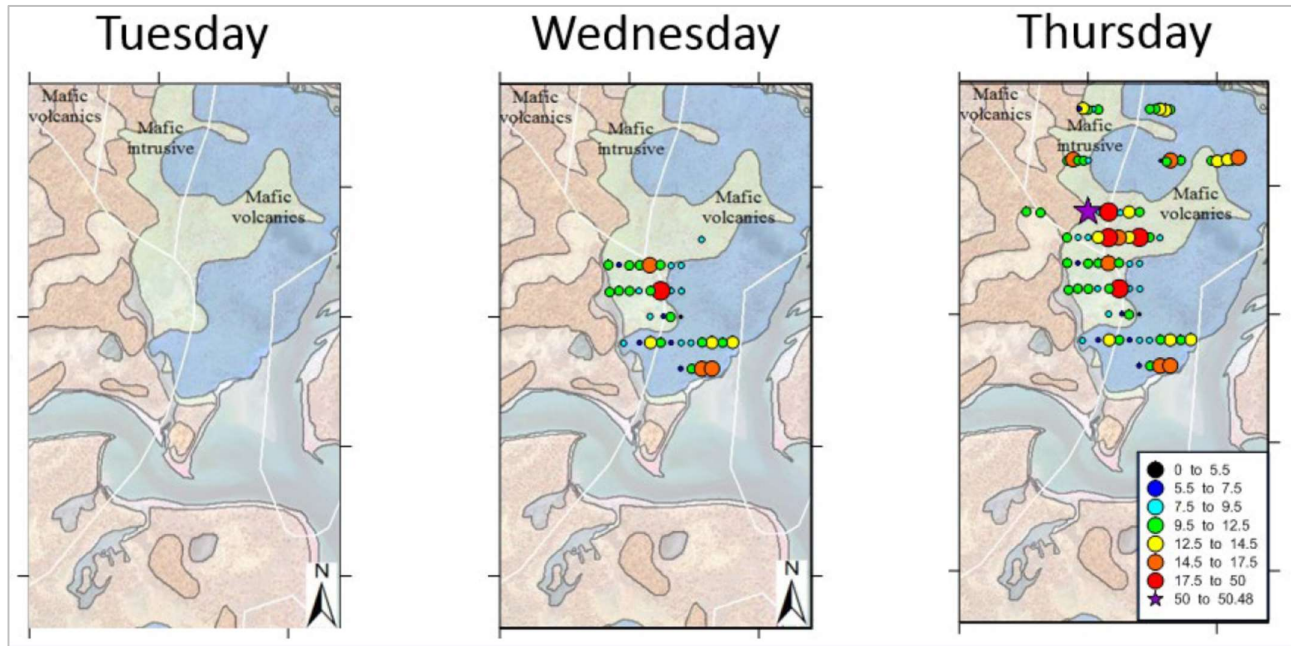 Tuesday
Mafic
volcanics
Mafic
intrusive
Mafic
volcanics
N
Wednesday
Mafic
volcanics
Mafic
intrusive
Mafic
volcanics
N
Thursday
Mafic
volcanics
Mafic
intrusive
Mafic
volcanics
0 to 5.5
5.5 to 7.5
7.5 to 9.5
9.5 to 12.5
12.5 to 14.5
14.5 to 17.5
17.5 to 50
50 to 50.48